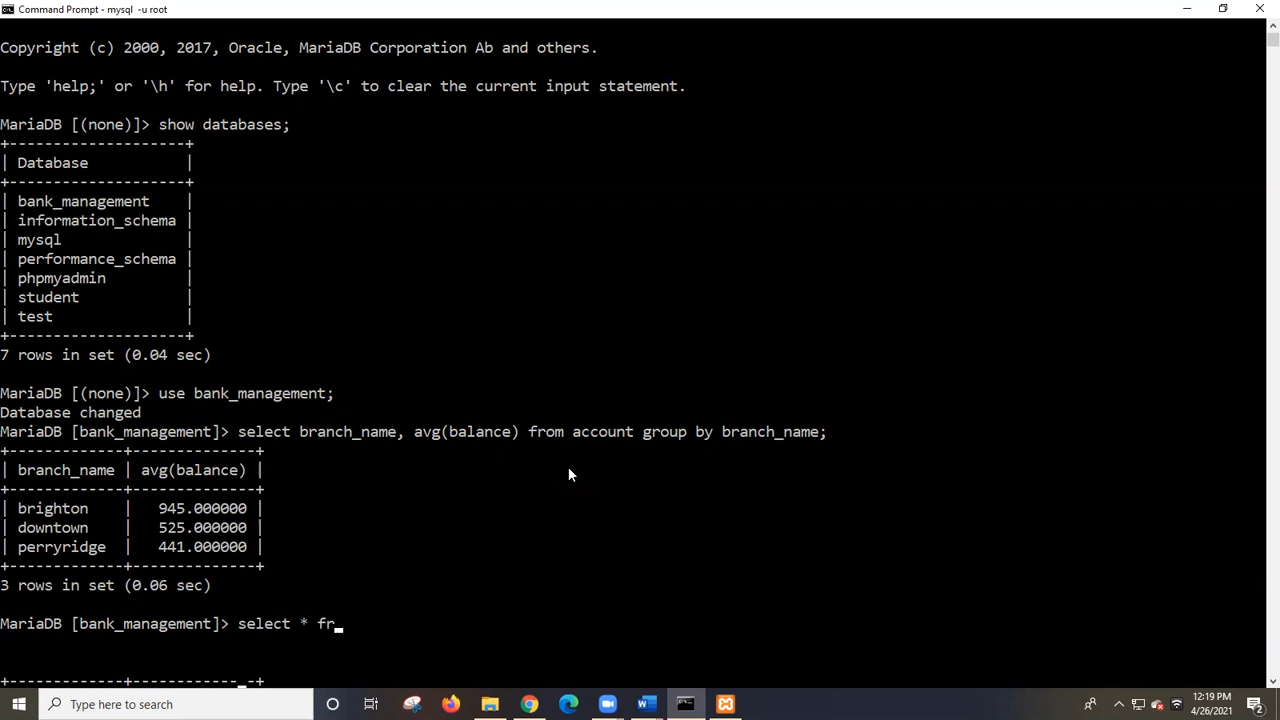 Command Prompt - mysql -u root
Copyright (c) 2000, 2017, Oracle, MariaDB Corporation Ab and others.
Type 'help;' or '\h' for help. Type '\c' to clear the current input statement.
MariaDB [(none)]> show databases;
+--------------------+
| Database           |
+--------------------+
| bank_management    |
| information_schema |
| mysql              |
| performance_schema |
| phpmyadmin         |
| student            |
| test               |
+--------------------+
7 rows in set (0.04 sec)
MariaDB [(none)]> use bank_management;
Database changed
MariaDB [bank_management]> select branch_name, avg(balance) from account group by branch_name;
+-------------+--------------+
| branch_name | avg(balance) |
+-------------+--------------+
| brighton    |   945.000000 |
| downtown    |   525.000000 |
| perryridge  |   441.000000 |
+-------------+--------------+
3 rows in set (0.06 sec)
MariaDB [bank_management]> select * fr_
+-------------+------------_-+
Type here to search
12:19 PM
4/26/2021
2